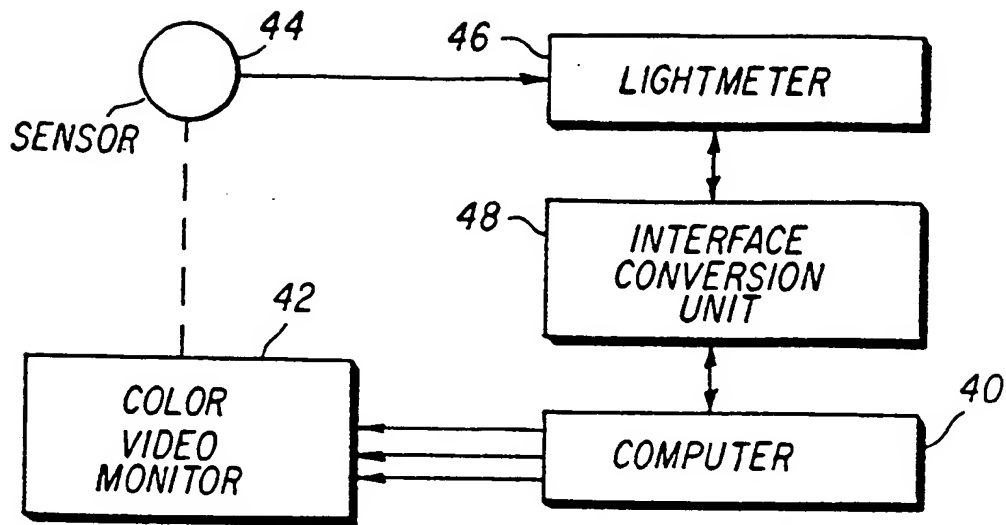 44
46
LIGHTMETER
SENSOR
48
INTERFACE
CONVERSION
UNIT
42
COLOR
VIDEO
MONITOR
40
COMPUTER